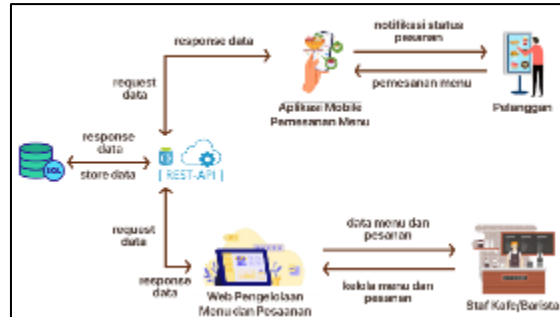 notifikasi status
pesanan
response data
pemesanan menu
request
data
Aplikasi Mobile
Pemesanan Menu
Pelanggan
response
data
SQL
store data
[ REST-API ]
request
data
data menu dan
pesanan
response
data
kelola menu dan
pesanan
Web Pengelolaan
Menu dan Pesaanan
Staf Kafe/Barista